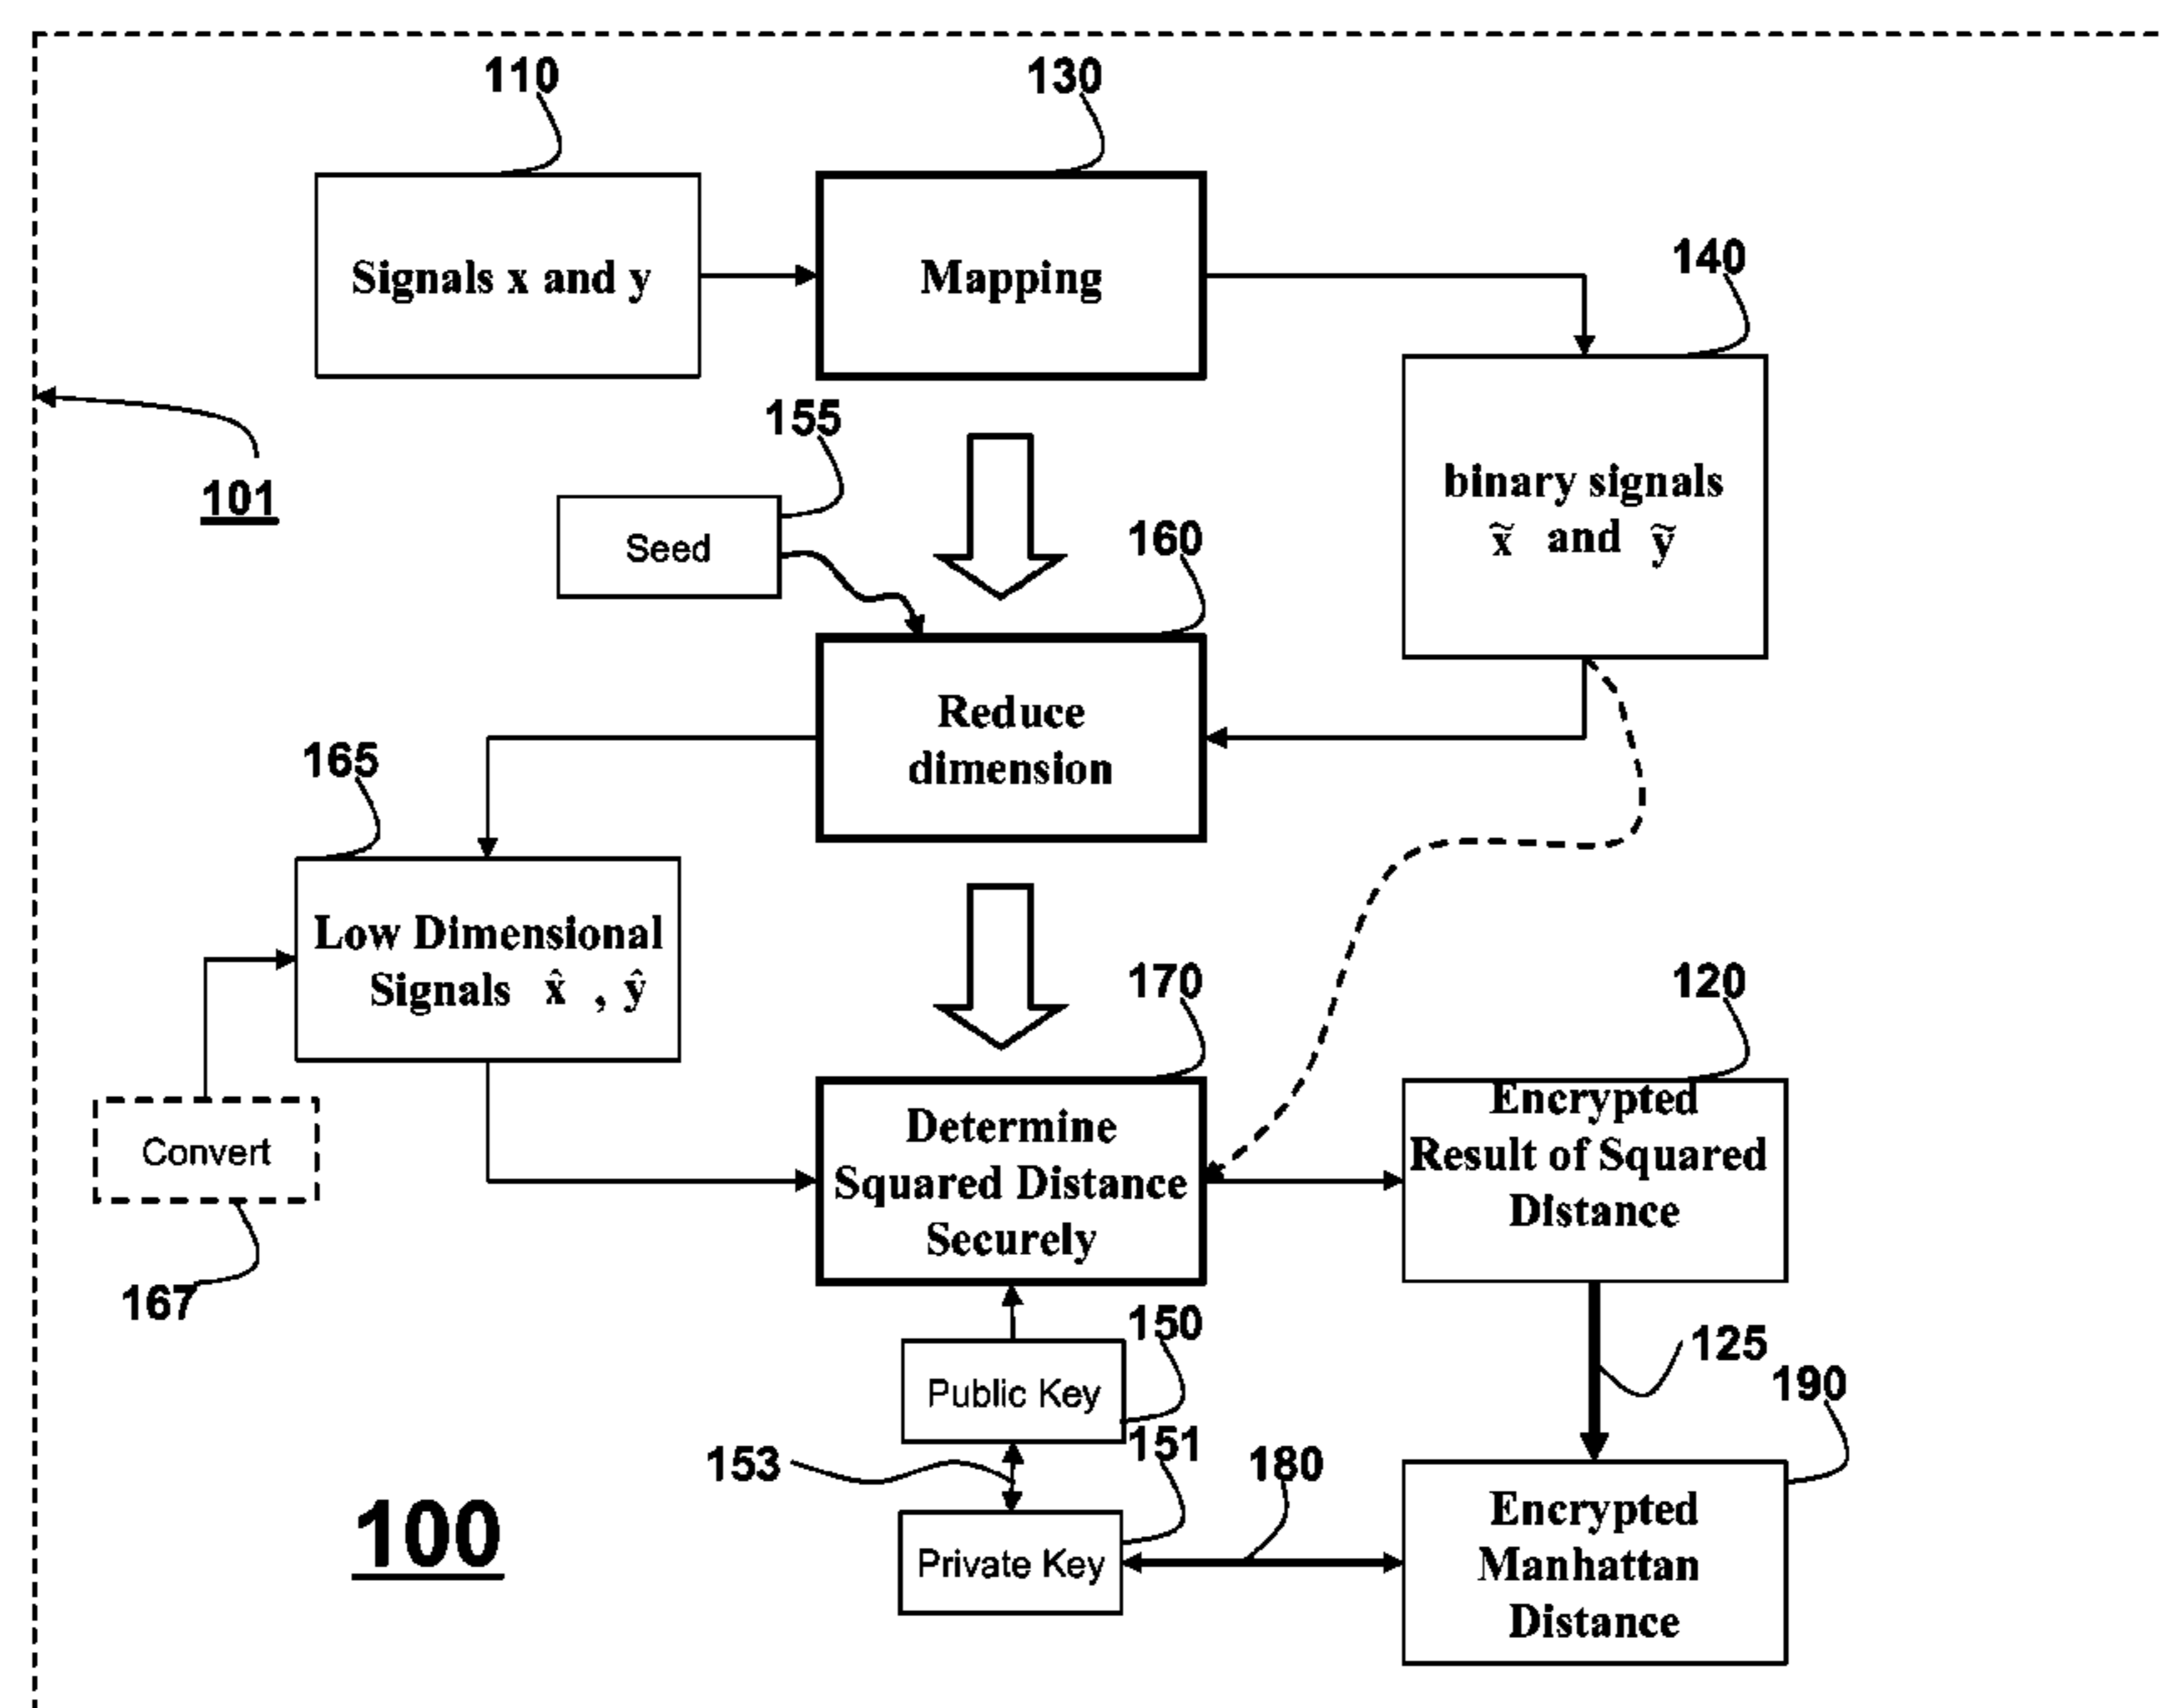 110
130
Signals x and y
Mapping
140
155
101
binary signals
x̃ and ỹ
Seed
160
Reduce
dimension
165
Low Dimensional
Signals x̂ , ŷ
170
120
Convert
Determine
Squared Distance
Securely
Encrypted
Result of Squared
Distance
167
150
125
Public Key
190
151
153
180
100
Private Key
Encrypted
Manhattan
Distance